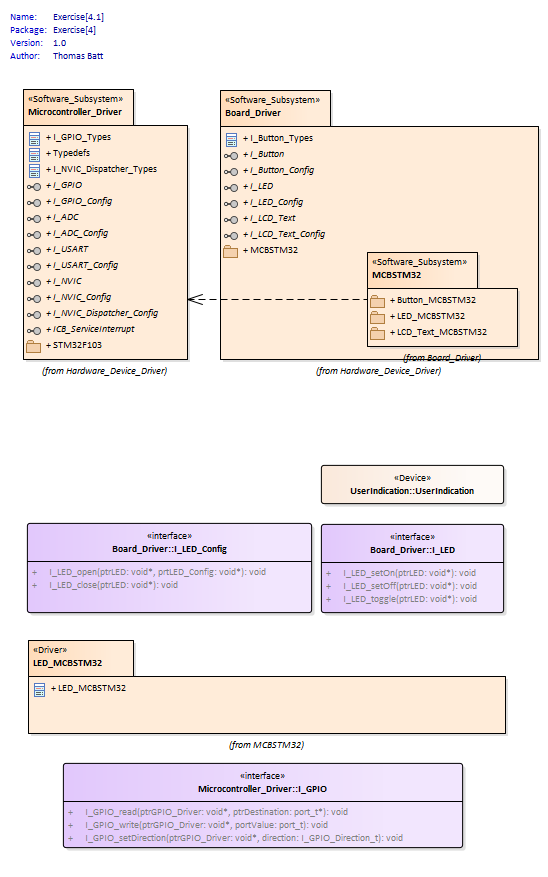 Name: Exercise[4.1]
Package: Exercise[4]
Version: 1.0
Author: Thomas Batt
«Software_Subsystem»
Microcontroller_Driver
+ I_GPIO_Types
+ Typedefs
+ I_NVIC_Dispatcher_Types
+ I_GPIO
+ I_GPIO_Config
+ I_ADC
+ I_ADC_Config
+ I_USART
+ I_USART_Config
+ I_NVIC
+ I_NVIC_Config
+ I_NVIC_Dispatcher_Config
+ ICB_ServiceInterrupt
+ STM32F103
(from Hardware_Device_Driver)
«Software_Subsystem»
Board_Driver
+ I_Button_Types
+ I_Button
+ I_Button_Config
+ I_LED
+ I_LED_Config
+ I_LCD_Text
+ I_LCD_Text_Config
+ MCBSTM32
«Software_Subsystem»
MCBSTM32
+ Button_MCBSTM32
+ LED_MCBSTM32
+ LCD_Text_MCBSTM32
(from Board_Driver)
(from Hardware_Device_Driver)
«Device»
UserIndication::UserIndication
«interface»
Board_Driver::I_LED_Config
+ I_LED_open(ptrLED: void*, prtLED_Config: void*): void
+ I_LED_close(ptrLED: void*): void
«interface»
Board_Driver::I_LED
+ I_LED_setOn(ptrLED: void*): void
+ I_LED_setOff(ptrLED: void*): void
+ I_LED_toggle(ptrLED: void*): void
«Driver»
LED_MCBSTM32
+ LED_MCBSTM32
(from MCBSTM32)
«interface»
Microcontroller_Driver::I_GPIO
+ I_GPIO_read(ptrGPIO_Driver: void*, ptrDestination: port_t*): void
+ I_GPIO_write(ptrGPIO_Driver: void*, portValue: port_t): void
+ I_GPIO_setDirection(ptrGPIO_Driver: void*, direction: I_GPIO_Direction_t): void